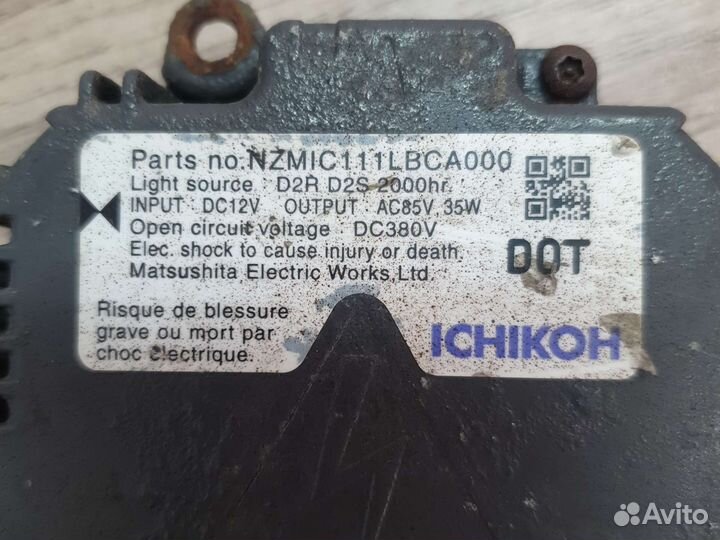 Parts no.NZMIC111LBCA000
Light source : D2R D2S 2000hr.
INPUT : DC12V OUTPUT : AC85V, 35W
Open circuit voltage : DC380V
Elec. shock to cause injury or death.
Matsushita Electric Works,Ltd.
DOT
Risque de blessure
grave ou mort par
choc électrique.
ICHIKOH
Avito